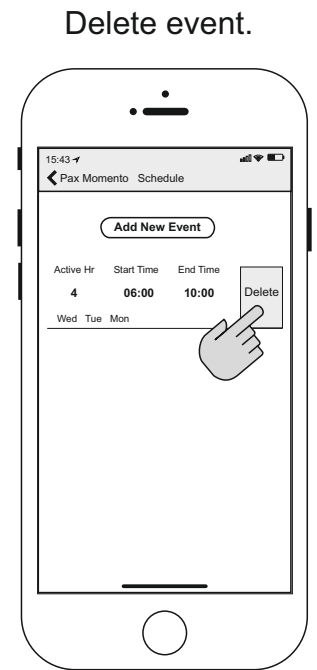 Delete event.
15:43
Pax Momento Schedule
Add New Event
Active Hr Start Time End Time
4 06:00 10:00 Delete
Wed Tue Mon